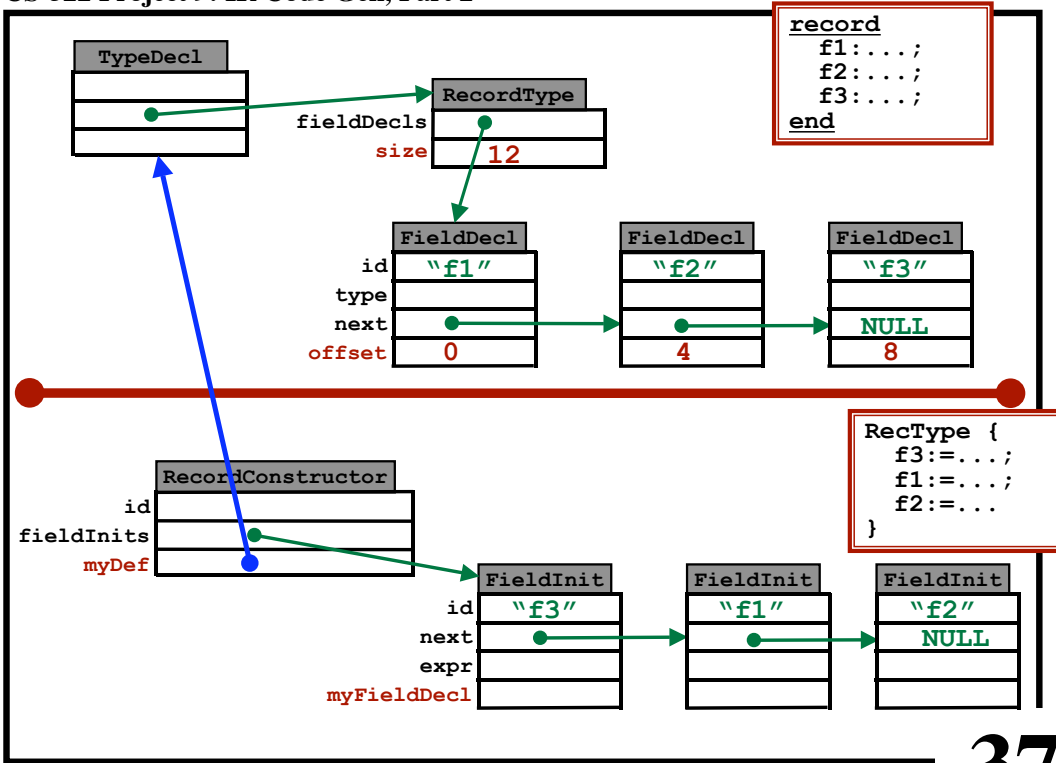 TypeDecl
record
f1:...;
f2:...;
f3:...;
end
RecordType
fieldDecls
size 12
FieldDecl FieldDecl FieldDecl
id “f1” “f2” “f3”
type
next NULL
offset 0 4 8
RecType {
f3:=...;
f1:=...;
f2:=...
}
RecordConstructor
id
fieldInits
myDef
FieldInit FieldInit FieldInit
id “f3” “f1” “f2”
next NULL
expr
myFieldDecl
37